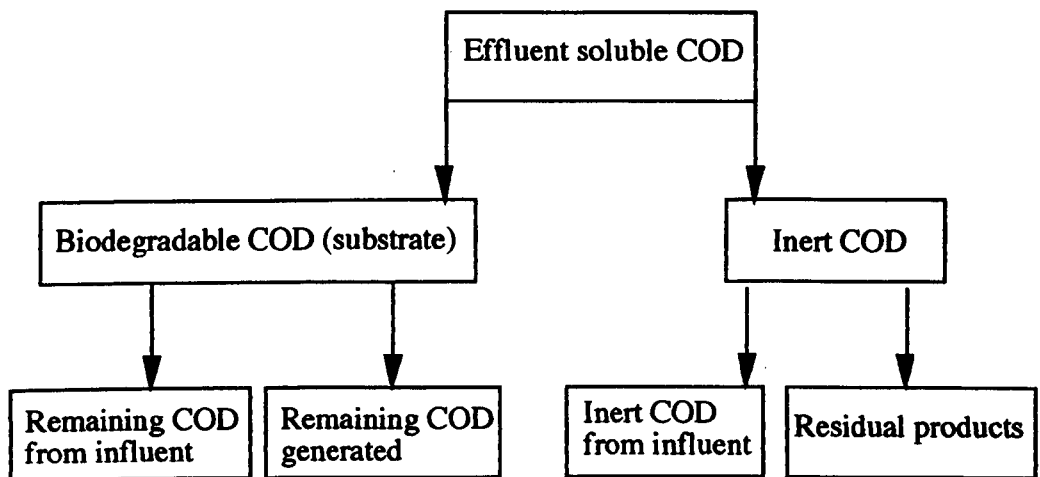 Effluent soluble COD
Biodegradable COD (substrate)
Inert COD
Remaining COD
from influent
Remaining COD
generated
Inert COD
from influent
Residual products